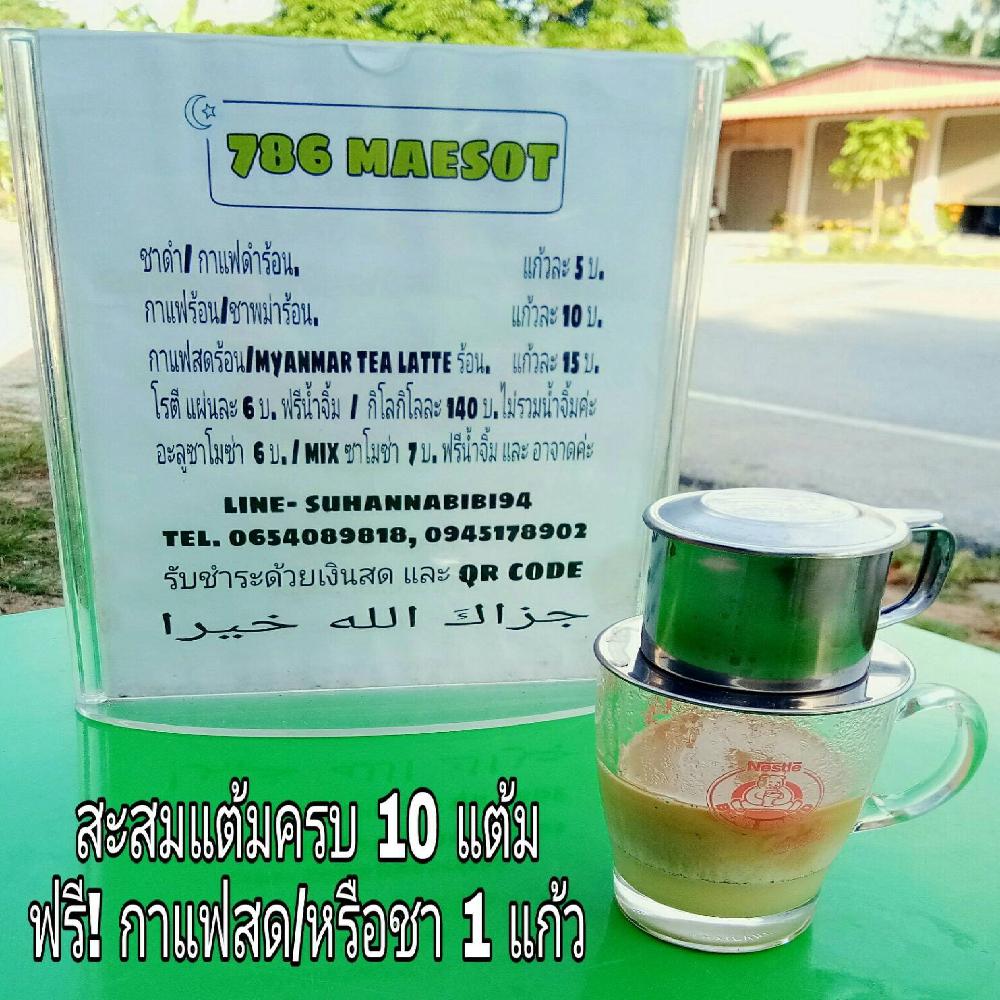 786 MAESOT
ชาดำ/ กาแฟดำร้อน. แก้วละ 5 บ.
กาแฟร้อน/ชาพม่าร้อน. แก้วละ 10 บ.
กาแฟสดร้อน/MYANMAR TEA LATTE ร้อน. แก้วละ 15 บ.
โรตี แผ่นละ 6 บ. ฟรีน้ำจิ้ม / กิโลกิโลละ 140 บ.ไม่รวมน้ำจิ้มค่ะ
อะลูซาโมซ่า 6 บ. / MIX ซาโมซ่า 7 บ. ฟรีน้ำจิ้ม และ อาจาดค่ะ
LINE- SUHANNABIBI94
TEL. 0654089818, 0945178902
รับชำระด้วยเงินสด และ QR CODE
جزاك الله خيرا
Nestlé
สะสมแต้มครบ 10 แต้ม
ฟรี! กาแฟสด/หรือชา 1 แก้ว